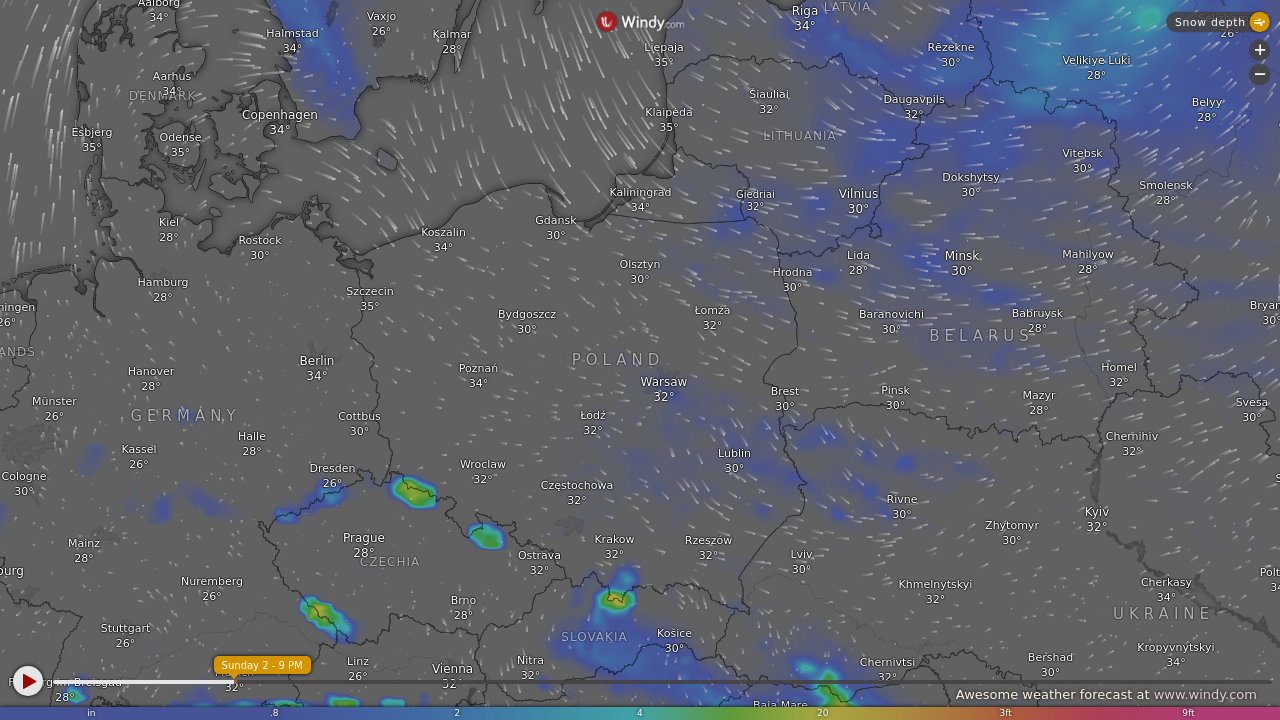 Aalborg
34°
Vaxjo
26°
Riga
34°
LATVIA
Windy.com
Snow depth
Halmstad
34°
Kalmar
28°
Liepaja
35°
Rēzekne
30°
26°
Velikiye Luki
28°
+
−
Aarhus
34°
DENMARK
Šiauliai
32°
Daugavpils
32°
Belyy
28°
Copenhagen
34°
Klaipėda
35°
Esbjerg
35°
Odense
35°
LITHUANIA
Vitebsk
30°
Dokshytsy
30°
Smolensk
28°
Kaliningrad
34°
Giedriai
32°
Vilnius
30°
Kiel
28°
Gdansk
30°
Koszalin
34°
Rostock
30°
Lida
28°
Minsk
30°
Mahilyow
28°
Olsztyn
30°
Hrodna
30°
Hamburg
28°
Szczecin
35°
ningen
26°
Bydgoszcz
30°
Łomża
32°
Baranovichi
30°
Babruysk
28°
Bryan
30°
BELARUS
ANDS
Berlin
34°
POLAND
Hanover
28°
Poznań
34°
Warsaw
32°
Homel
32°
Brest
30°
Pinsk
30°
Mazyr
28°
Münster
26°
GERMANY
Cottbus
30°
Łódź
32°
Svesa
30°
Halle
28°
Chernihiv
32°
Kassel
26°
Lublin
30°
Cologne
30°
Dresden
26°
Wroclaw
32°
Częstochowa
32°
Rivne
30°
Kyiv
32°
Zhytomyr
30°
Mainz
28°
Prague
28°
CZECHIA
Krakow
32°
Rzeszow
32°
Ostrava
32°
Lviv
30°
burg
Nuremberg
26°
Khmelnytskyi
32°
Cherkasy
34°
Polt
34
Brno
28°
UKRAINE
Stuttgart
26°
SLOVAKIA
Košice
30°
Kropyvnytskyi
34°
Linz
26°
Vienna
32°
Nitra
32°
Chernivtsi
32°
Bershad
30°
Sunday 2 - 9 PM
28°
32°
Awesome weather forecast at www.windy.com
Baia Mare
in .8 2 4 20 3ft 9ft